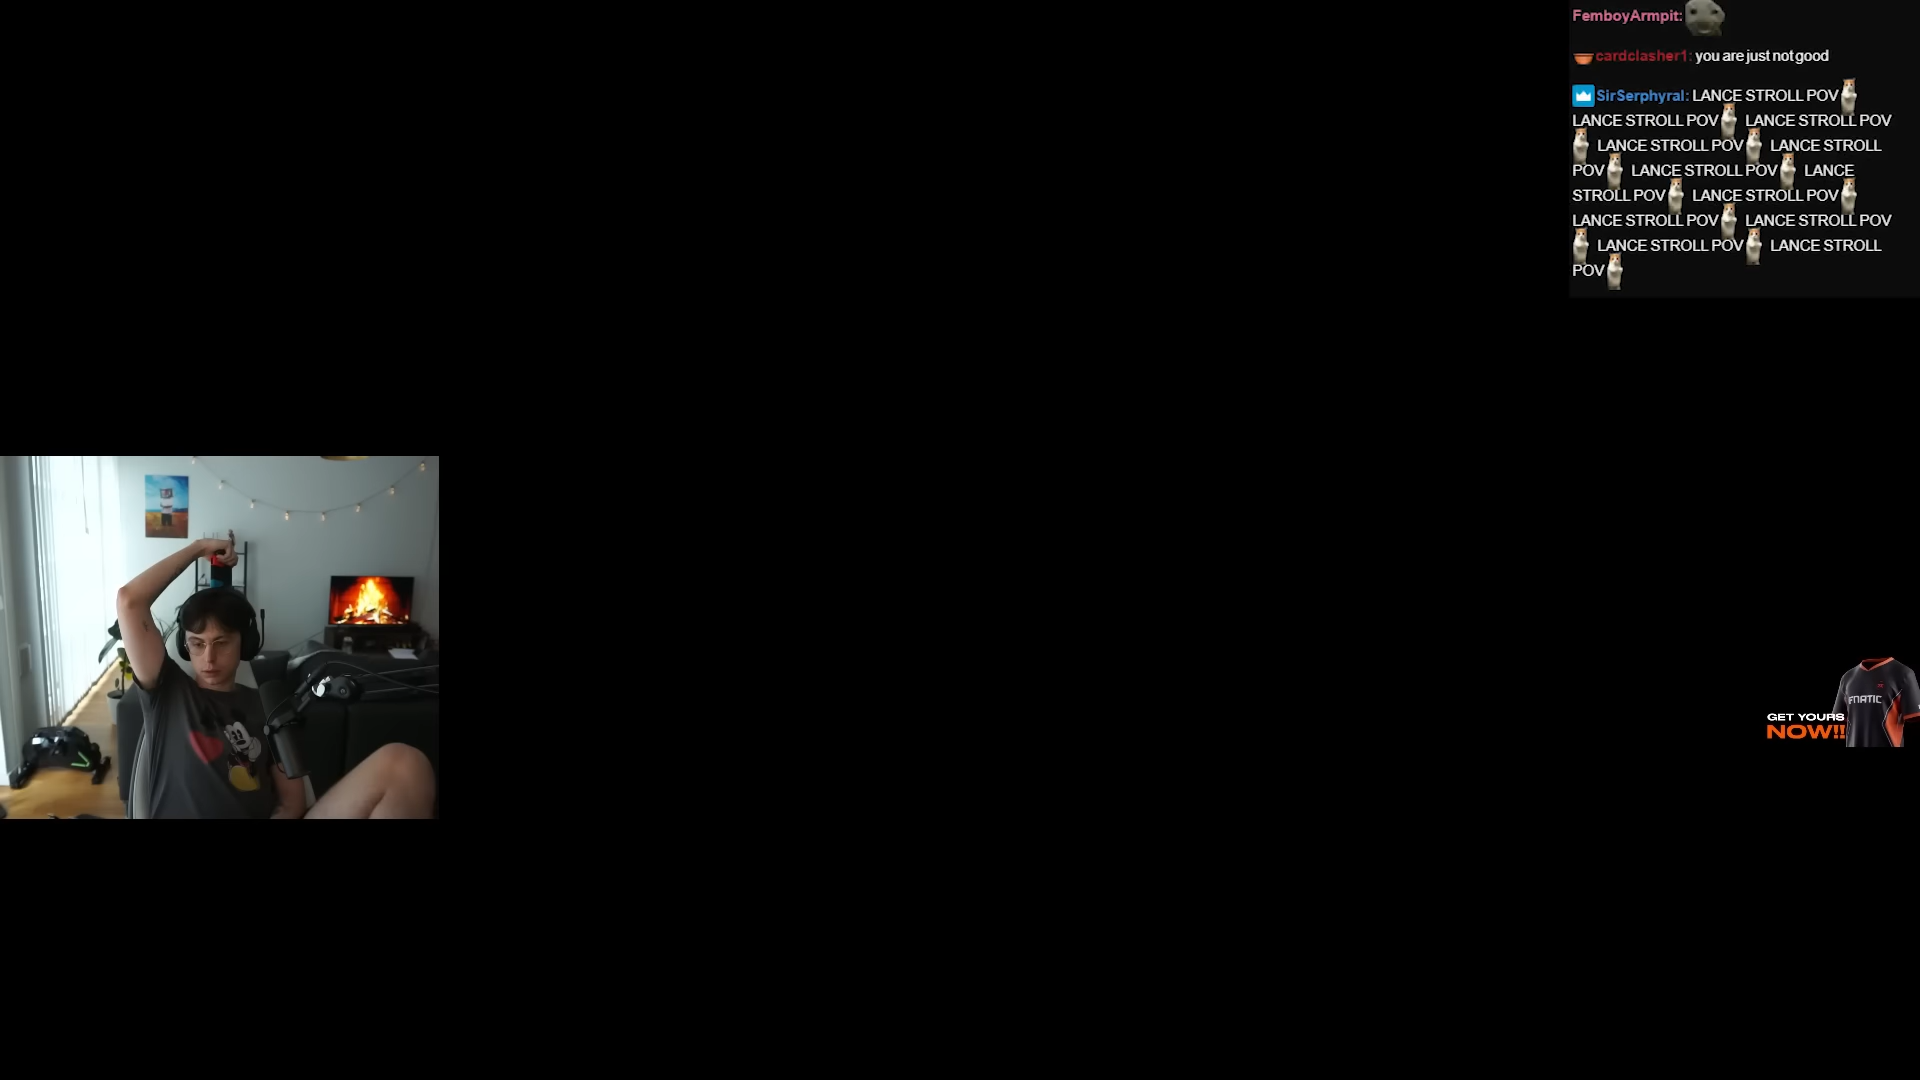 FemboyArmpit:
cardclasher1: you are just not good
SirSerphyral: LANCE STROLL POV
LANCE STROLL POV LANCE STROLL POV
LANCE STROLL POV LANCE STROLL
POV LANCE STROLL POV LANCE
STROLL POV LANCE STROLL POV
LANCE STROLL POV LANCE STROLL POV
LANCE STROLL POV LANCE STROLL
POV
FNATIC
GET YOURS
NOW!!